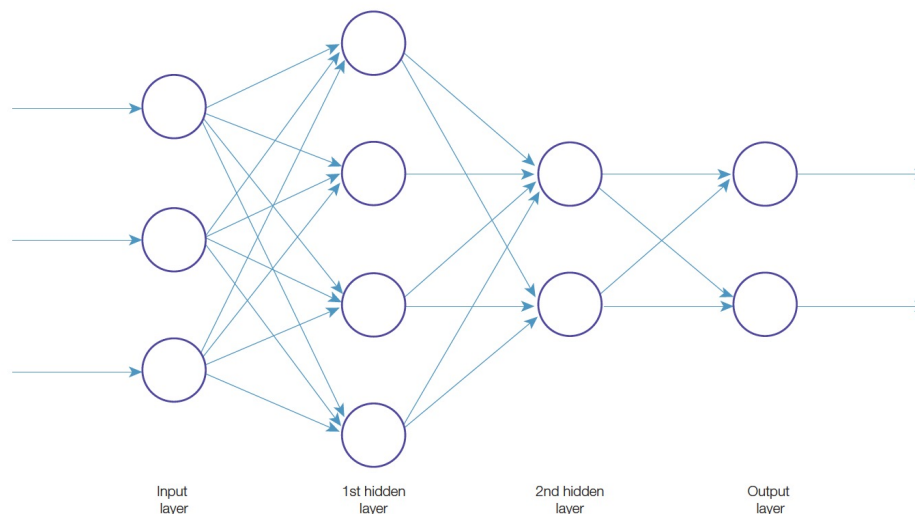 Input
layer
1st hidden
layer
2nd hidden
layer
Output
layer